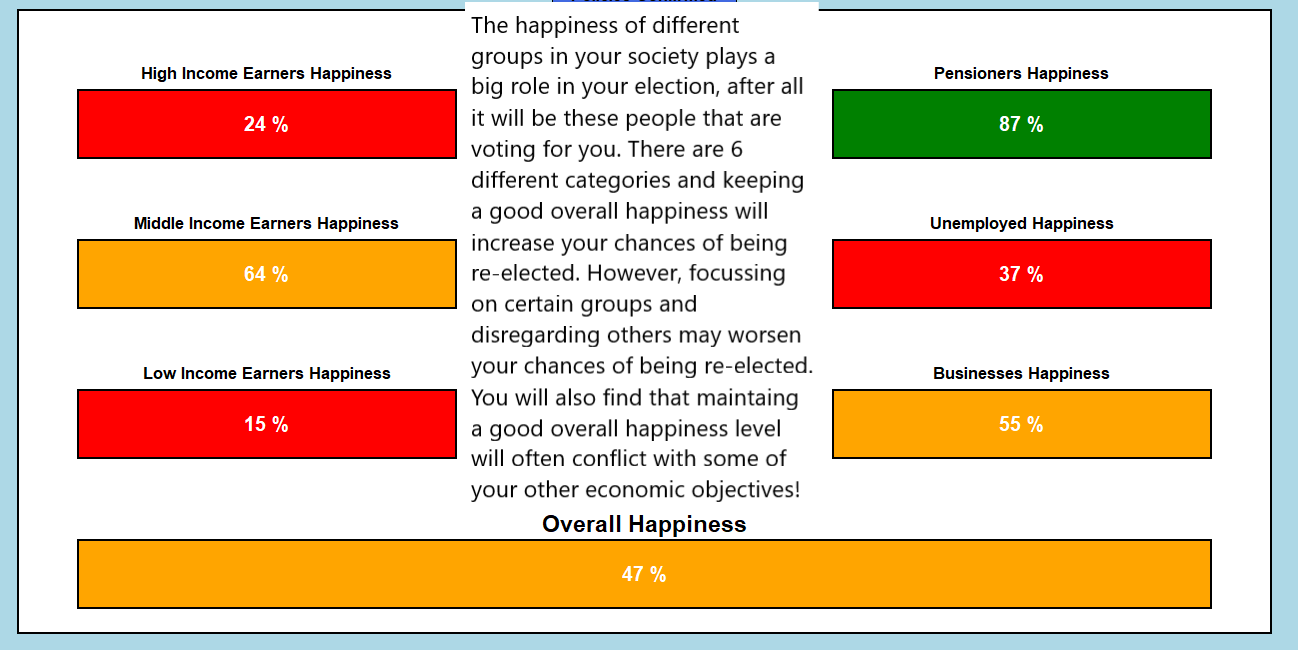 High Income Earners Happiness
24 %
Middle Income Earners Happiness
64 %
Low Income Earners Happiness
15 %
The happiness of different
groups in your society plays a
big role in your election, after all
it will be these people that are
voting for you. There are 6
different categories and keeping
a good overall happiness will
increase your chances of being
re-elected. However, focussing
on certain groups and
disregarding others may worsen
your chances of being re-elected.
You will also find that maintaing
a good overall happiness level
will often conflict with some of
your other economic objectives!
Pensioners Happiness
87 %
Unemployed Happiness
37 %
Businesses Happiness
55 %
Overall Happiness
47 %